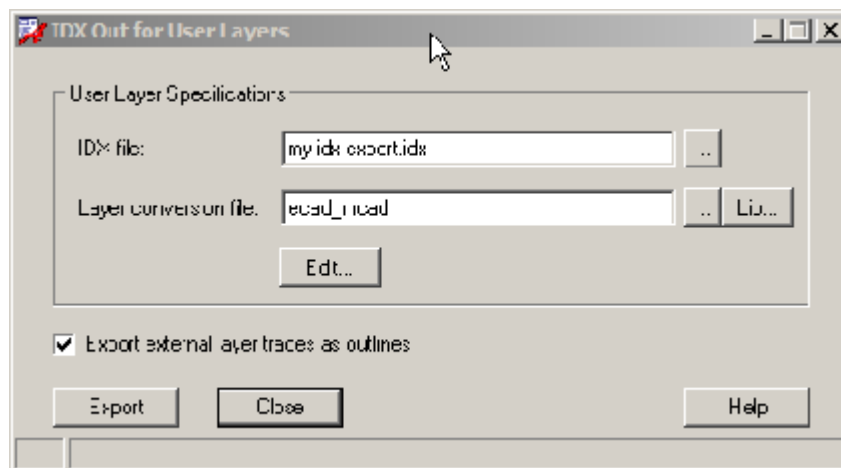 IDX Out for User Layers
User Layer Specifications
IDX file:
my idx export.idx
..
Layer conversion file:
ecad_mcad
..
Lib...
Edit...
Export external layer traces as outlines
Export
Close
Help